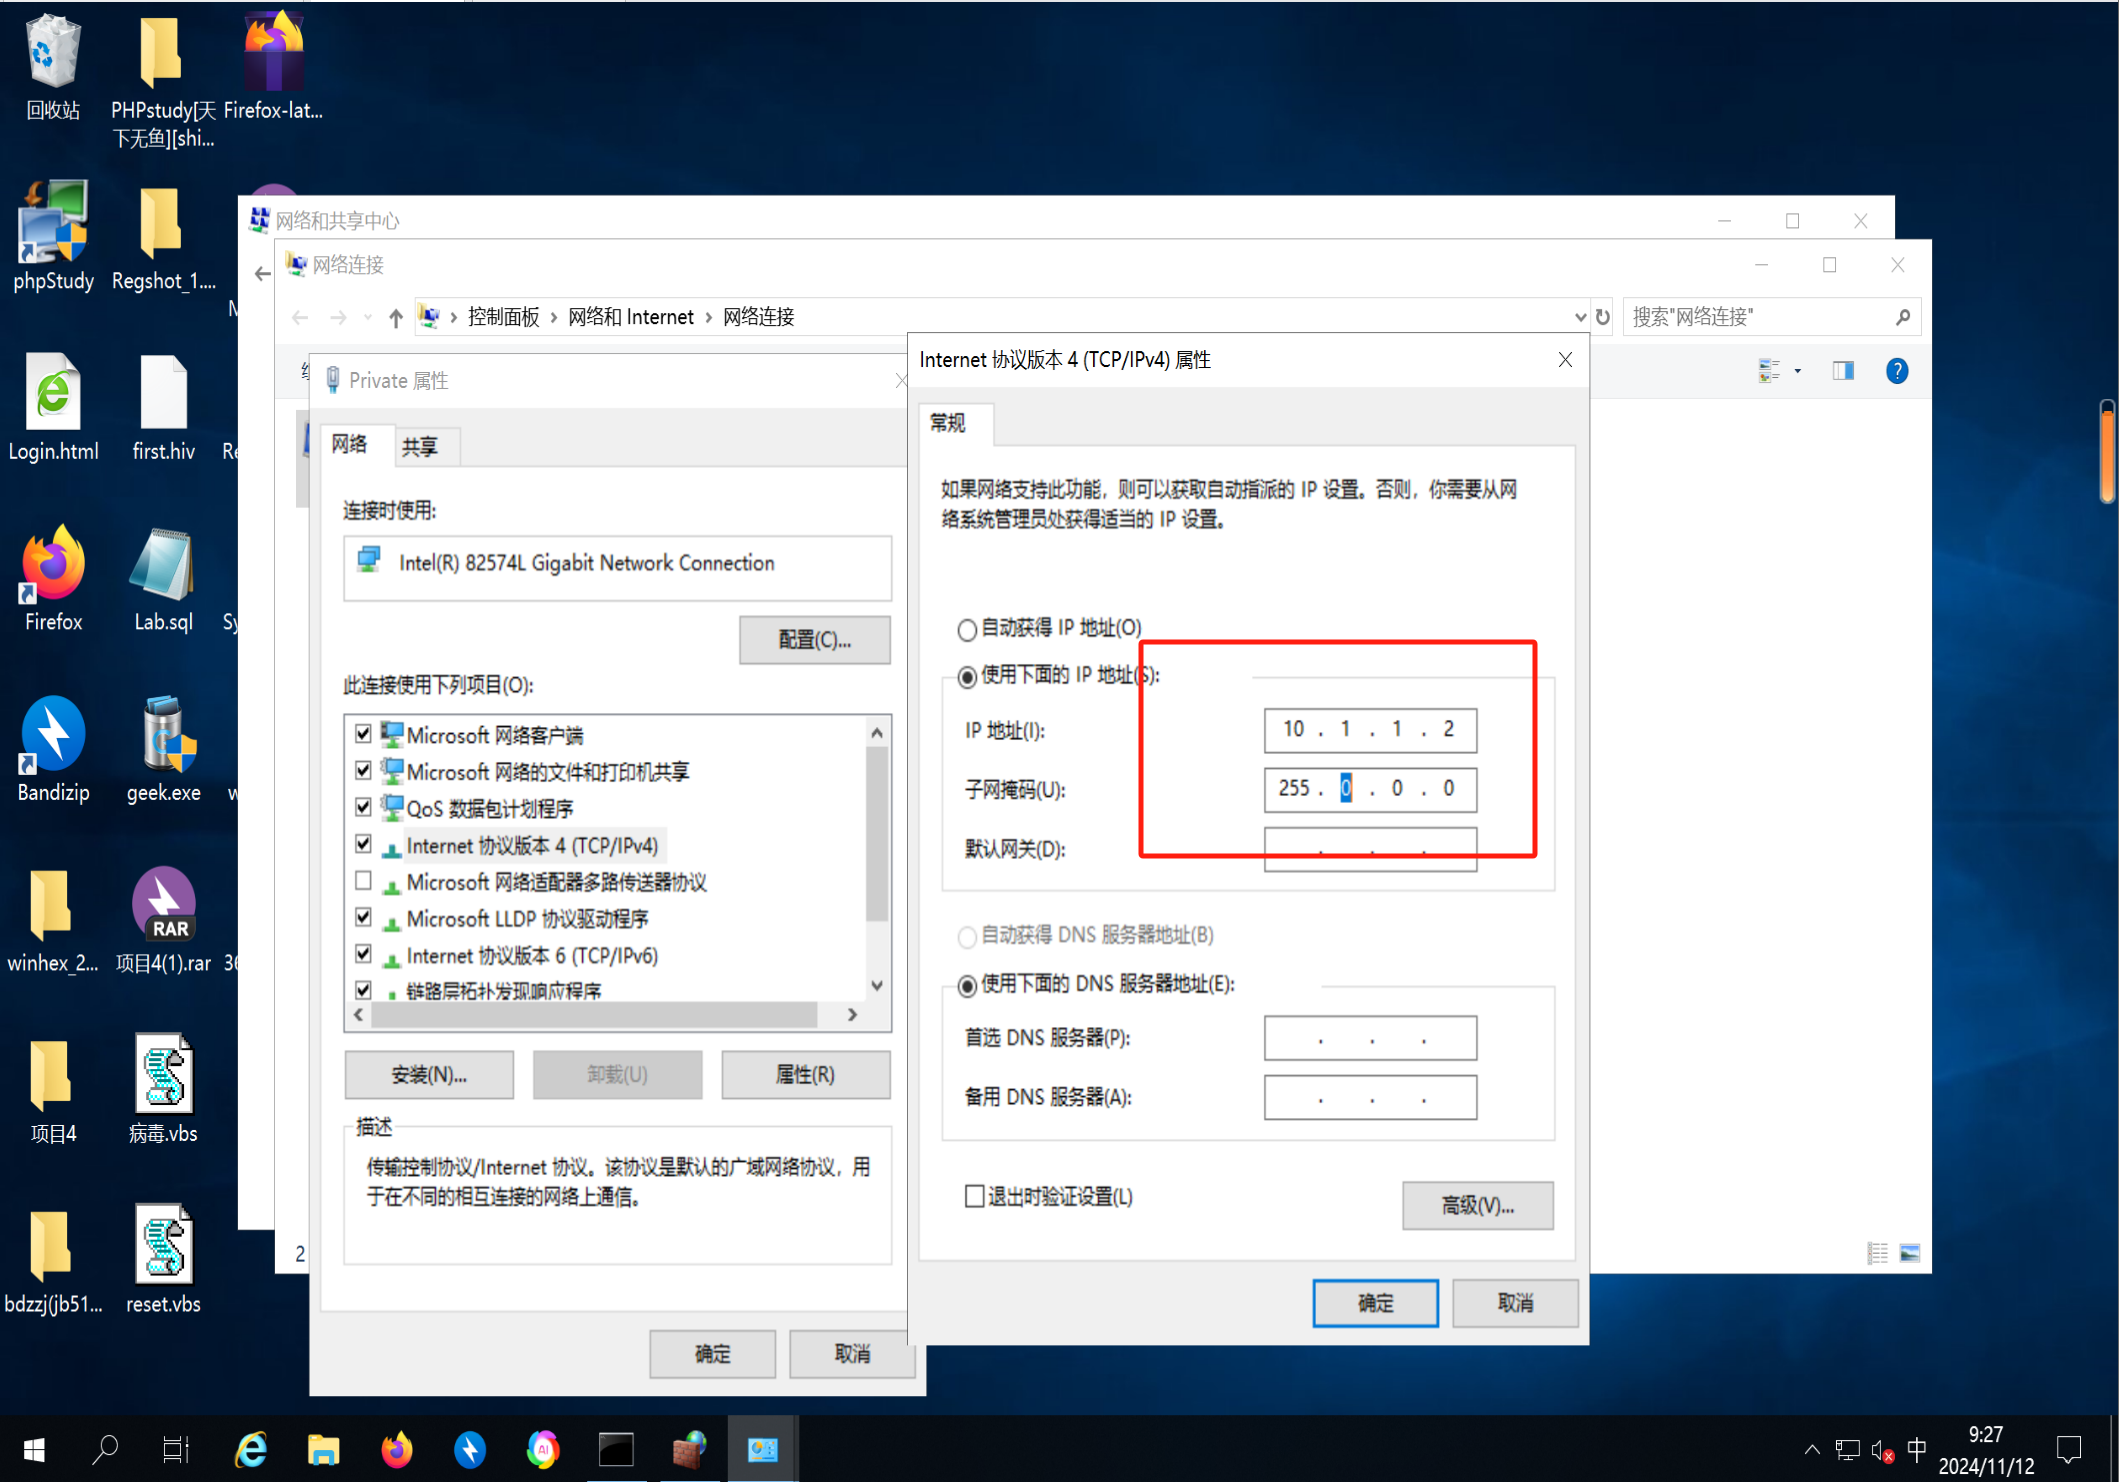 回收站
PHPstudy[天
下无鱼][shi...
Firefox-lat...
phpStudy
Regshot_1....
Login.html
first.hiv
Re
Firefox
Lab.sql
Sy
Bandizip
geek.exe
w
winhex_2...
项目4(1).rar
RAR
36
项目4
病毒.vbs
bdzzj(jb51...
reset.vbs
网络和共享中心
网络连接
控制面板 › 网络和 Internet › 网络连接
搜索"网络连接"
Private 属性
网络
共享
连接时使用:
Intel(R) 82574L Gigabit Network Connection
配置(C)...
此连接使用下列项目(O):
Microsoft 网络客户端
Microsoft 网络的文件和打印机共享
QoS 数据包计划程序
Internet 协议版本 4 (TCP/IPv4)
Microsoft 网络适配器多路传送器协议
Microsoft LLDP 协议驱动程序
Internet 协议版本 6 (TCP/IPv6)
链路层拓扑发现响应程序
安装(N)...
卸载(U)
属性(R)
描述
传输控制协议/Internet 协议。该协议是默认的广域网络协议，用
于在不同的相互连接的网络上通信。
确定
取消
2
Internet 协议版本 4 (TCP/IPv4) 属性
常规
如果网络支持此功能，则可以获取自动指派的 IP 设置。否则，你需要从网
络系统管理员处获得适当的 IP 设置。
自动获得 IP 地址(O)
使用下面的 IP 地址(S):
IP 地址(I):
10 . 1 . 1 . 2
子网掩码(U):
255 . 0 . 0 . 0
默认网关(D):
. . .
自动获得 DNS 服务器地址(B)
使用下面的 DNS 服务器地址(E):
首选 DNS 服务器(P):
. . .
备用 DNS 服务器(A):
. . .
退出时验证设置(L)
高级(V)...
确定
取消
AI
中
9:27
2024/11/12